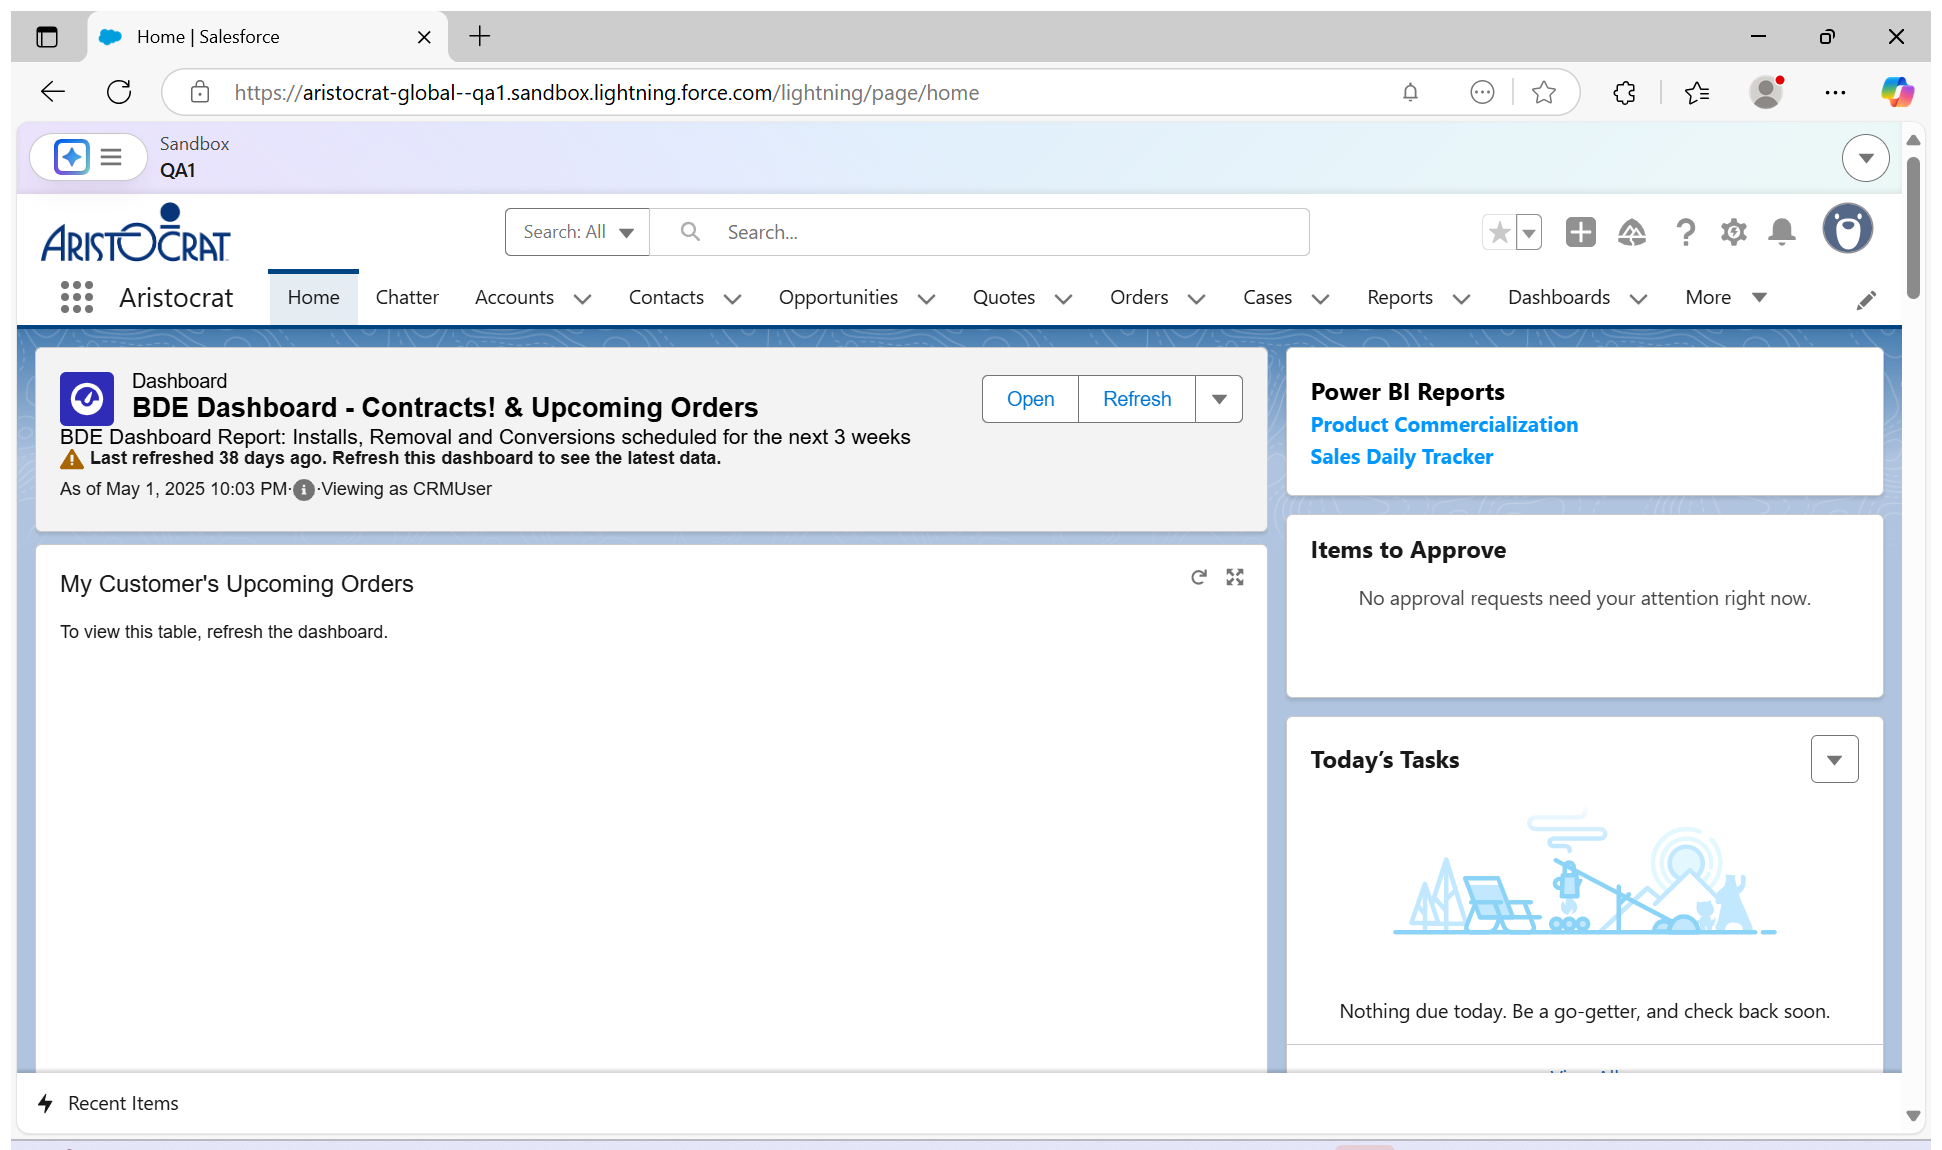 Home | Salesforce
https://aristocrat-global--qa1.sandbox.lightning.force.com/lightning/page/home
Sandbox
QA1
ARISTOCRAT
Search: All
Search...
Aristocrat
Home
Chatter
Accounts
Contacts
Opportunities
Quotes
Orders
Cases
Reports
Dashboards
More
Dashboard
BDE Dashboard - Contracts! & Upcoming Orders
Open
Refresh
BDE Dashboard Report: Installs, Removal and Conversions scheduled for the next 3 weeks
Last refreshed 38 days ago. Refresh this dashboard to see the latest data.
As of May 1, 2025 10:03 PM·
·Viewing as CRMUser
My Customer's Upcoming Orders
To view this table, refresh the dashboard.
Power BI Reports
Product Commercialization
Sales Daily Tracker
Items to Approve
No approval requests need your attention right now.
Today’s Tasks
Nothing due today. Be a go-getter, and check back soon.
Recent Items